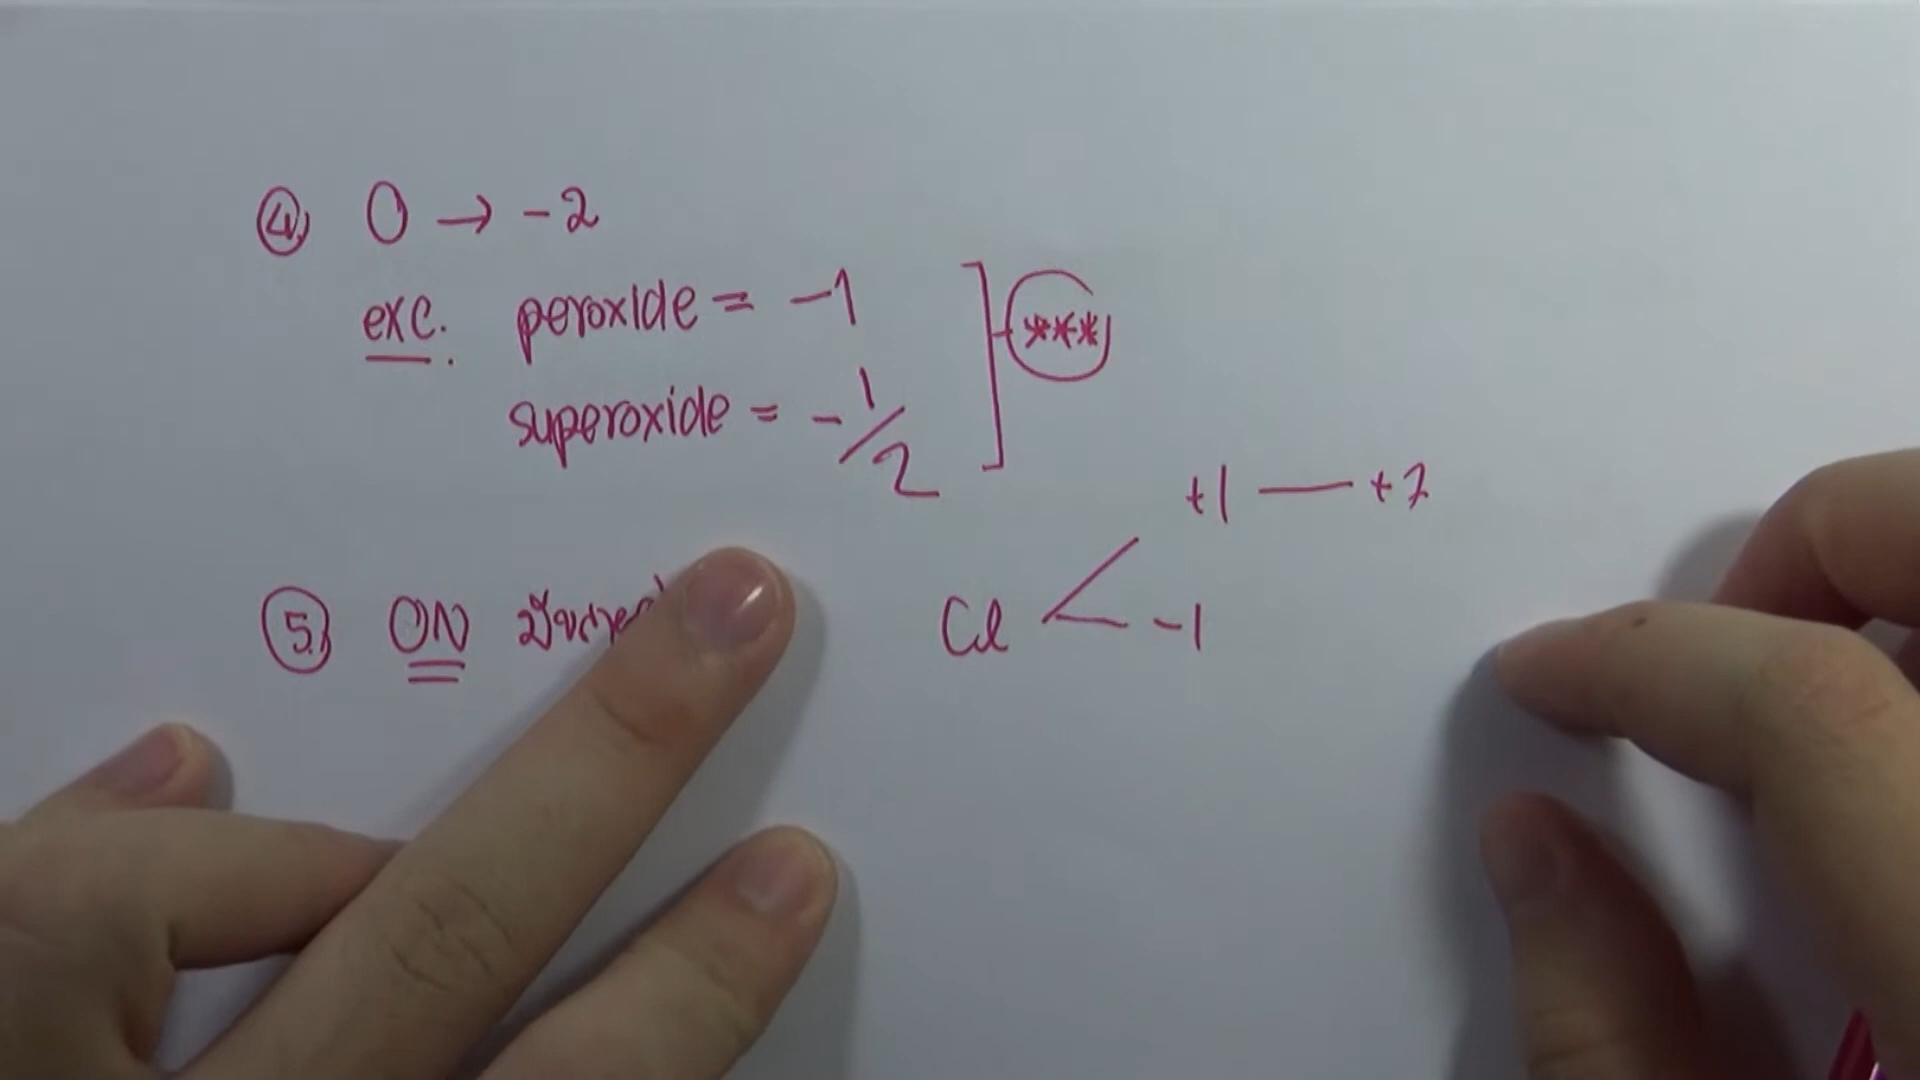 ④ O → -2
exc. peroxide = -1
superoxide = -1/2
***
⑤ ON
Cl < +1 — +7
-1